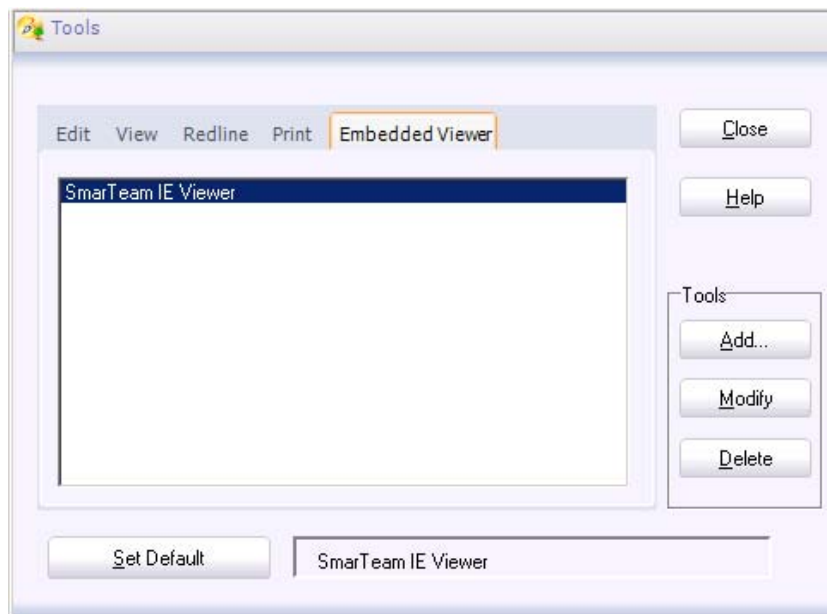 Tools
Edit View Redline Print Embedded Viewer
Close
SmarTeam IE Viewer
Help
Tools
Add...
Modify
Delete
Set Default SmarTeam IE Viewer